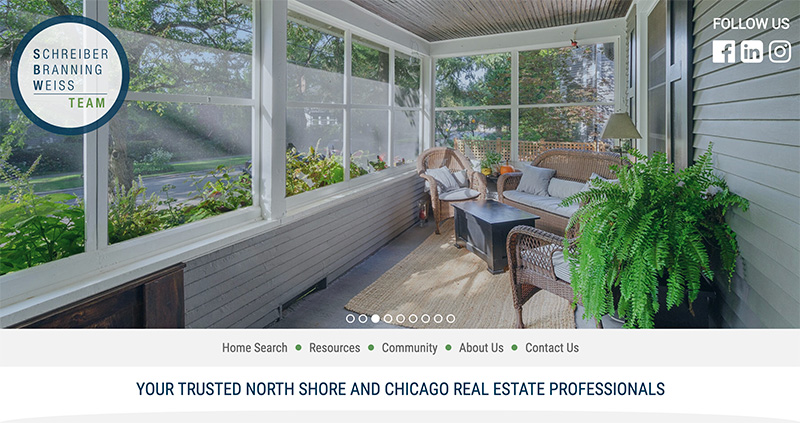 SCHREIBER
BRANNING
WEISS
TEAM
FOLLOW US
Home Search • Resources • Community • About Us • Contact Us
YOUR TRUSTED NORTH SHORE AND CHICAGO REAL ESTATE PROFESSIONALS